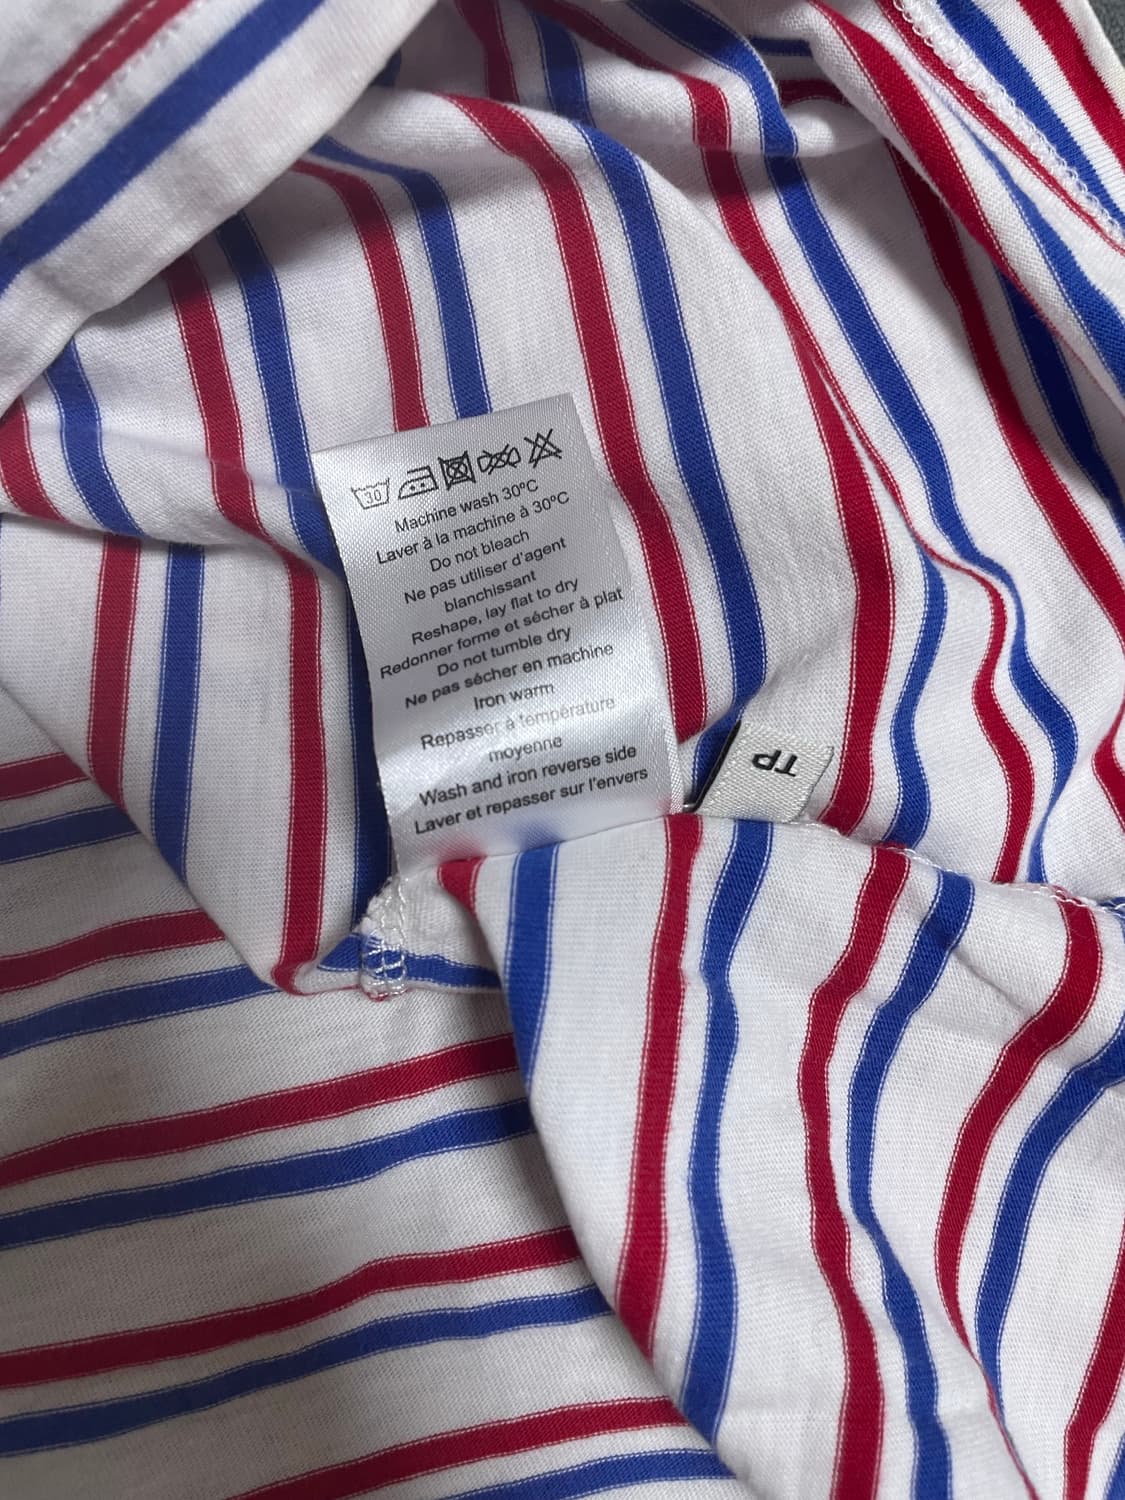 30
Machine wash 30°C
Laver à la machine à 30°C
Do not bleach
Ne pas utiliser d'agent
blanchissant
Reshape, lay flat to dry
Redonner forme et sécher à plat
Do not tumble dry
Ne pas sécher en machine
Iron warm
Repasser à température
moyenne
Wash and iron reverse side
Laver et repasser sur l'envers
TP